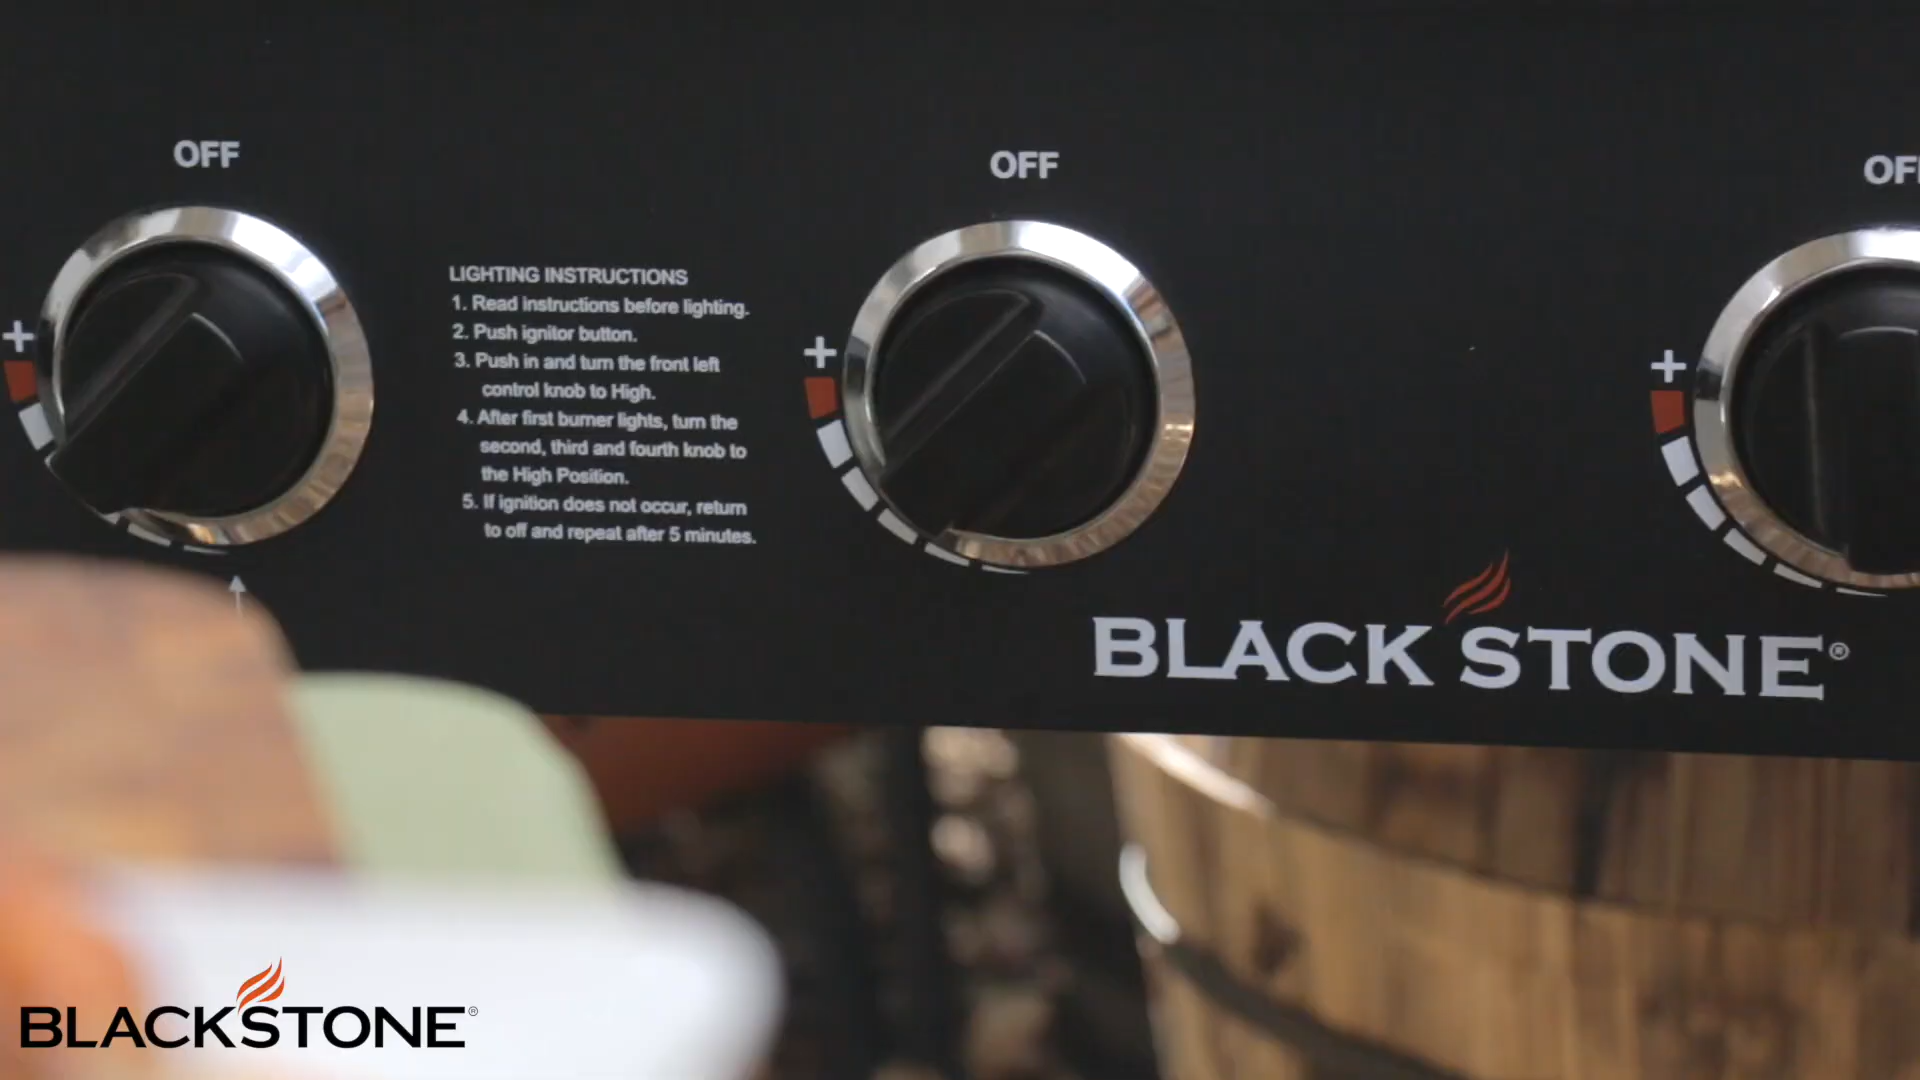 OFF
OFF
OFF
LIGHTING INSTRUCTIONS
1. Read instructions before lighting.
2. Push ignitor button.
3. Push in and turn the front left
control knob to High.
4. After first burner lights, turn the
second, third and fourth knob to
the High Position.
5. If ignition does not occur, return
to off and repeat after 5 minutes.
+
+
+
BLACKSTONE®
BLACKSTONE®